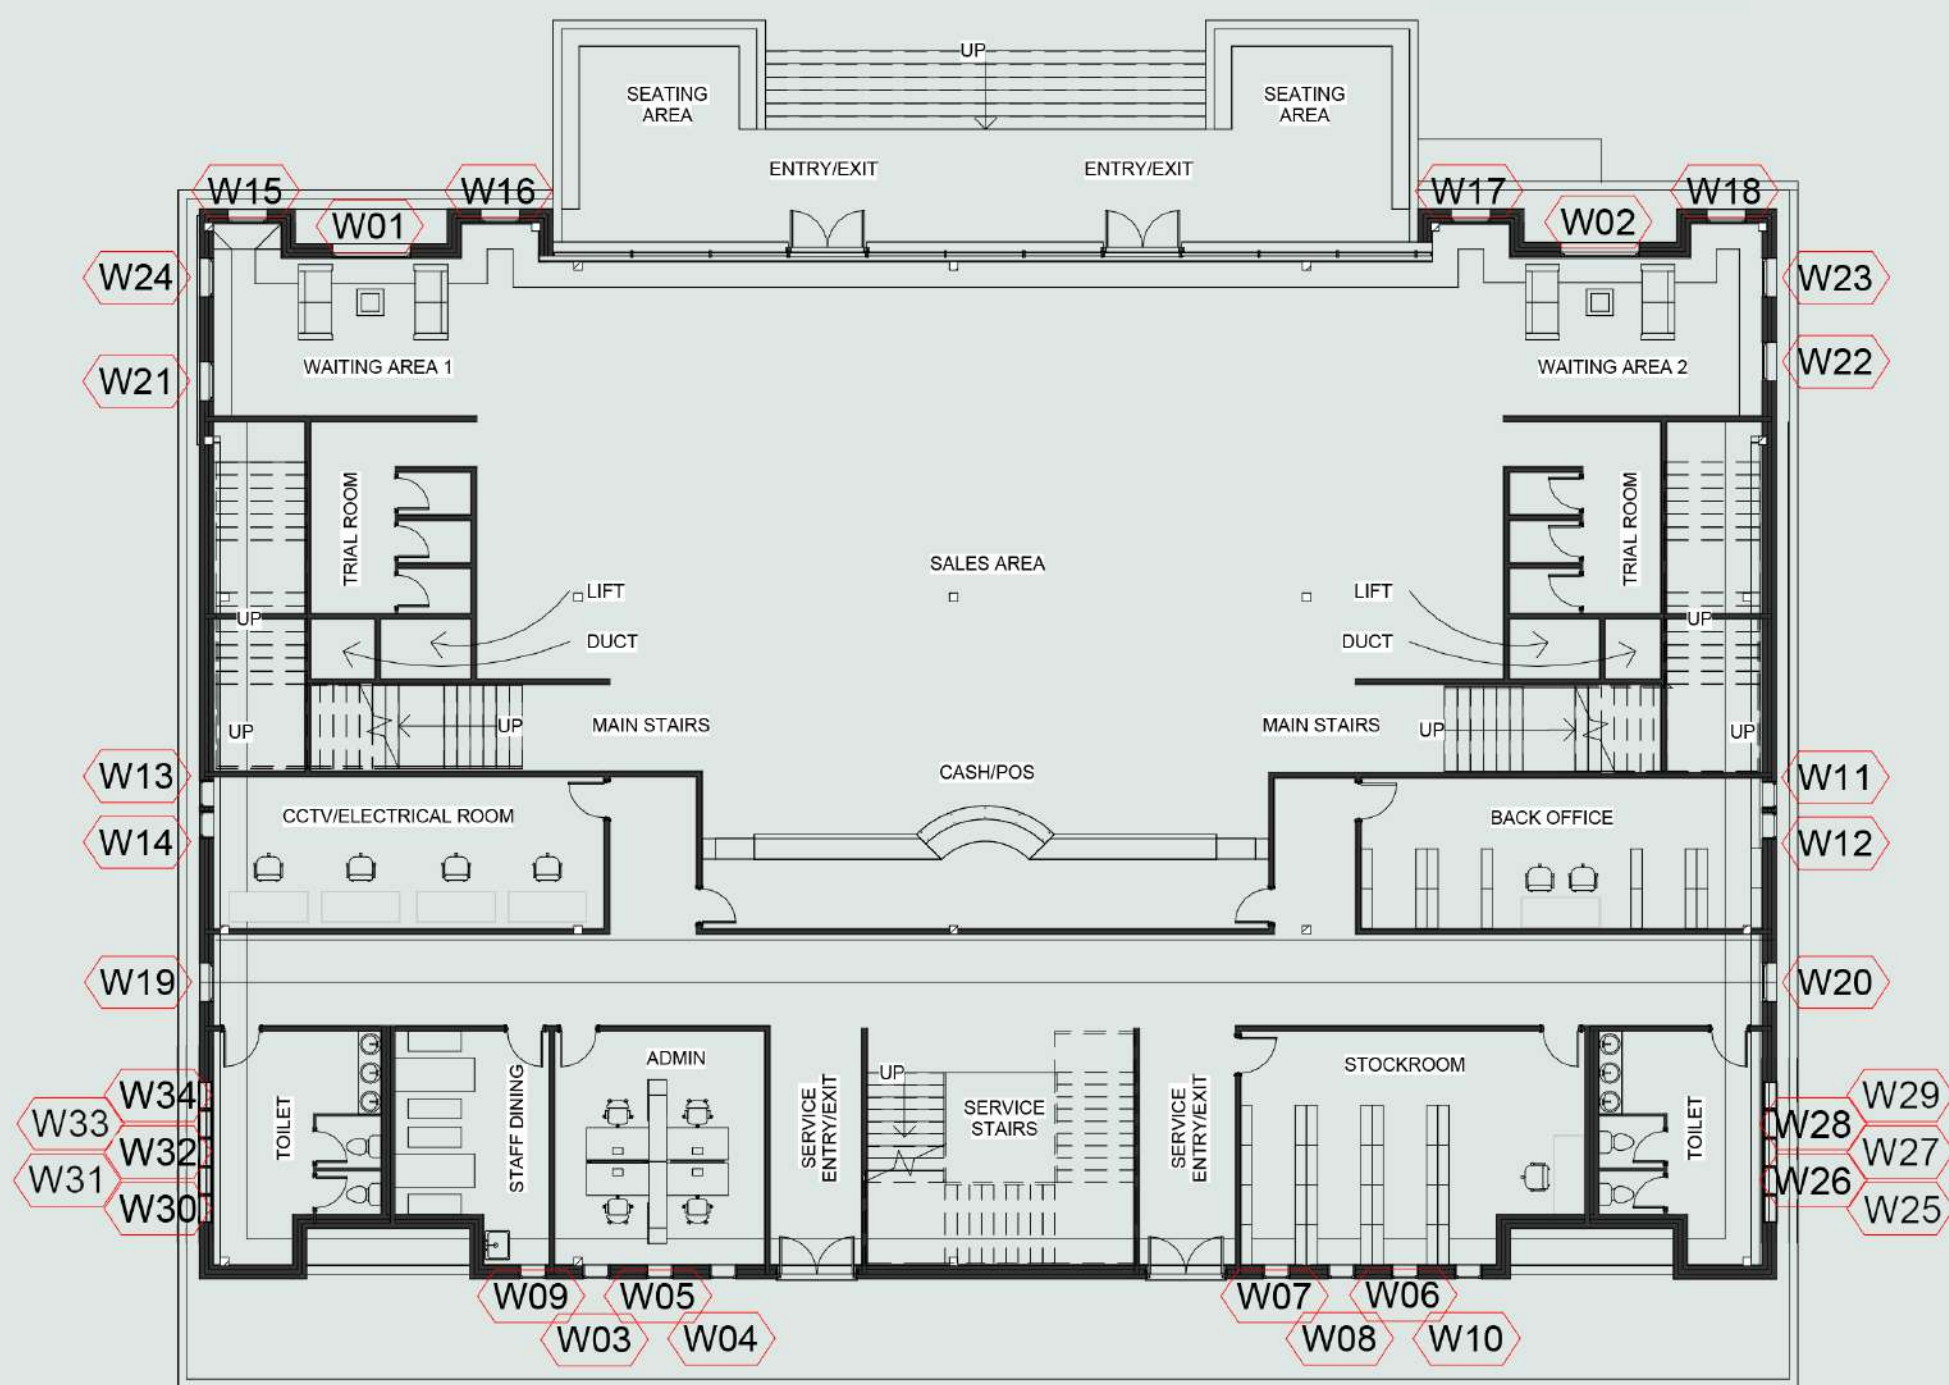 UP
SEATING
AREA
SEATING
AREA
ENTRY/EXIT
ENTRY/EXIT
W15
W16
W17
W18
W01
W02
W24
W23
WAITING AREA 1
WAITING AREA 2
W21
W22
TRIAL ROOM
TRIAL ROOM
SALES AREA
LIFT
LIFT
UP
UP
DUCT
DUCT
UP
UP
MAIN STAIRS
MAIN STAIRS
UP
UP
W13
CASH/POS
W11
CCTV/ELECTRICAL ROOM
BACK OFFICE
W14
W12
W19
W20
ADMIN
STOCKROOM
UP
W34
W29
W33
TOILET
STAFF DINING
SERVICE
ENTRY/EXIT
SERVICE
STAIRS
SERVICE
ENTRY/EXIT
TOILET
W28
W32
W27
W31
W26
W30
W25
W09
W05
W07
W06
W03
W04
W08
W10